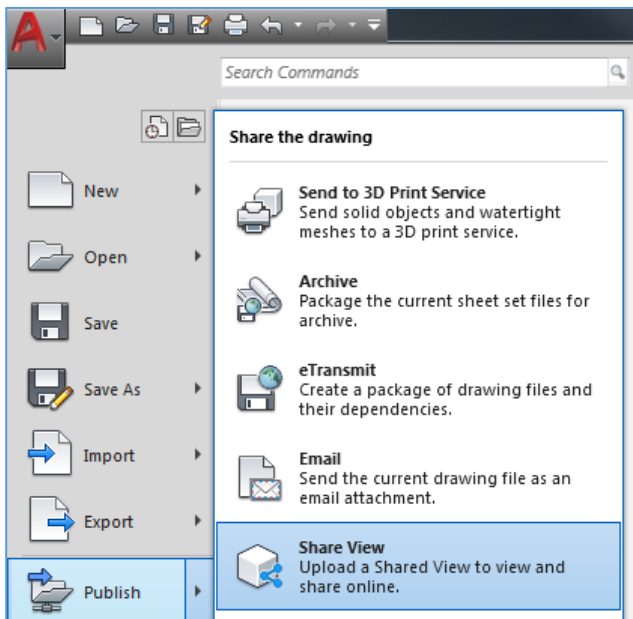 Search Commands
Share the drawing
New
Open
Save
Save As
Import
Export
Publish
Send to 3D Print Service
Send solid objects and watertight
meshes to a 3D print service.
Archive
Package the current sheet set files for
archive.
eTransmit
Create a package of drawing files and
their dependencies.
Email
Send the current drawing file as an
email attachment.
Share View
Upload a Shared View to view and
share online.